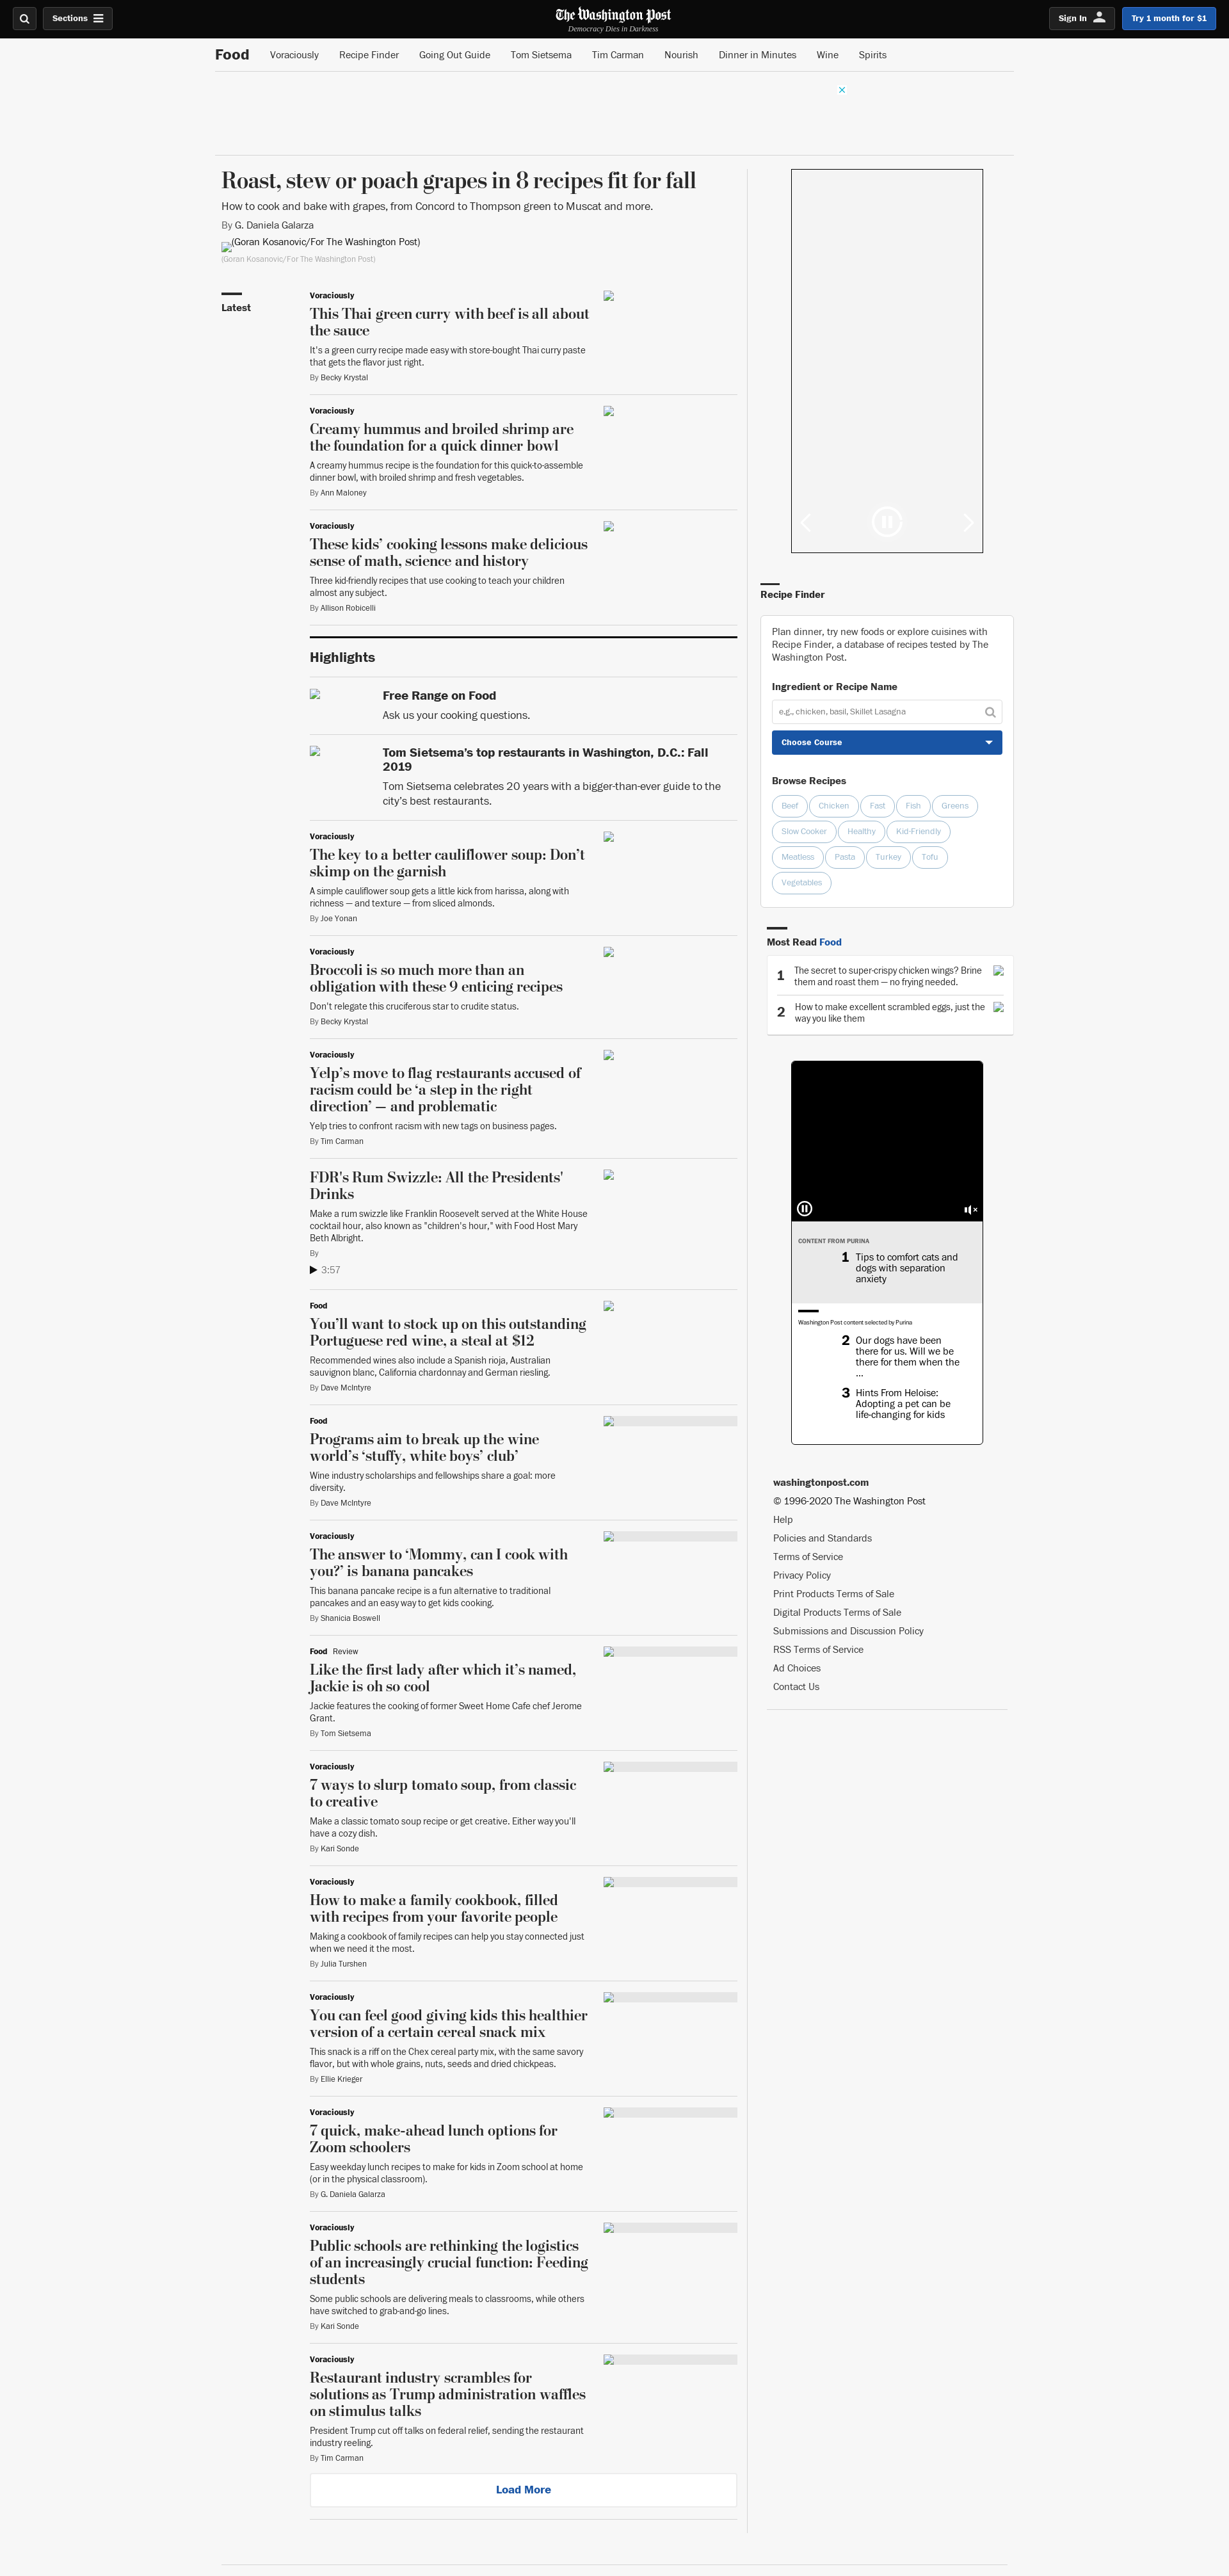 Sections
The Washington Post
Democracy Dies in Darkness
Sign In
Try 1 month for $1
Food
Voraciously
Recipe Finder
Going Out Guide
Tom Sietsema
Tim Carman
Nourish
Dinner in Minutes
Wine
Spirits
Roast, stew or poach grapes in 8 recipes fit for fall
How to cook and bake with grapes, from Concord to Thompson green to Muscat and more.
By G. Daniela Galarza
(Goran Kosanovic/For The Washington Post)
(Goran Kosanovic/For The Washington Post)
Latest
Voraciously
This Thai green curry with beef is all about
the sauce
It's a green curry recipe made easy with store-bought Thai curry paste
that gets the flavor just right.
By Becky Krystal
Voraciously
Creamy hummus and broiled shrimp are
the foundation for a quick dinner bowl
A creamy hummus recipe is the foundation for this quick-to-assemble
dinner bowl, with broiled shrimp and fresh vegetables.
By Ann Maloney
Voraciously
These kids’ cooking lessons make delicious
sense of math, science and history
Three kid-friendly recipes that use cooking to teach your children
almost any subject.
By Allison Robicelli
Highlights
Free Range on Food
Ask us your cooking questions.
Tom Sietsema’s top restaurants in Washington, D.C.: Fall
2019
Tom Sietsema celebrates 20 years with a bigger-than-ever guide to the
city's best restaurants.
Voraciously
The key to a better cauliflower soup: Don’t
skimp on the garnish
A simple cauliflower soup gets a little kick from harissa, along with
richness — and texture — from sliced almonds.
By Joe Yonan
Voraciously
Broccoli is so much more than an
obligation with these 9 enticing recipes
Don't relegate this cruciferous star to crudite status.
By Becky Krystal
Voraciously
Yelp’s move to flag restaurants accused of
racism could be ‘a step in the right
direction’ — and problematic
Yelp tries to confront racism with new tags on business pages.
By Tim Carman
FDR's Rum Swizzle: All the Presidents'
Drinks
Make a rum swizzle like Franklin Roosevelt served at the White House
cocktail hour, also known as "children's hour," with Food Host Mary
Beth Albright.
By
3:57
Food
You’ll want to stock up on this outstanding
Portuguese red wine, a steal at $12
Recommended wines also include a Spanish rioja, Australian
sauvignon blanc, California chardonnay and German riesling.
By Dave McIntyre
Food
Programs aim to break up the wine
world’s ‘stuffy, white boys’ club’
Wine industry scholarships and fellowships share a goal: more
diversity.
By Dave McIntyre
Voraciously
The answer to ‘Mommy, can I cook with
you?’ is banana pancakes
This banana pancake recipe is a fun alternative to traditional
pancakes and an easy way to get kids cooking.
By Shanicia Boswell
Food Review
Like the first lady after which it’s named,
Jackie is oh so cool
Jackie features the cooking of former Sweet Home Cafe chef Jerome
Grant.
By Tom Sietsema
Voraciously
7 ways to slurp tomato soup, from classic
to creative
Make a classic tomato soup recipe or get creative. Either way you'll
have a cozy dish.
By Kari Sonde
Voraciously
How to make a family cookbook, filled
with recipes from your favorite people
Making a cookbook of family recipes can help you stay connected just
when we need it the most.
By Julia Turshen
Voraciously
You can feel good giving kids this healthier
version of a certain cereal snack mix
This snack is a riff on the Chex cereal party mix, with the same savory
flavor, but with whole grains, nuts, seeds and dried chickpeas.
By Ellie Krieger
Voraciously
7 quick, make-ahead lunch options for
Zoom schoolers
Easy weekday lunch recipes to make for kids in Zoom school at home
(or in the physical classroom).
By G. Daniela Galarza
Voraciously
Public schools are rethinking the logistics
of an increasingly crucial function: Feeding
students
Some public schools are delivering meals to classrooms, while others
have switched to grab-and-go lines.
By Kari Sonde
Voraciously
Restaurant industry scrambles for
solutions as Trump administration waffles
on stimulus talks
President Trump cut off talks on federal relief, sending the restaurant
industry reeling.
By Tim Carman
Load More
Recipe Finder
Plan dinner, try new foods or explore cuisines with
Recipe Finder, a database of recipes tested by The
Washington Post.
Ingredient or Recipe Name
e.g., chicken, basil, Skillet Lasagna
Choose Course
Browse Recipes
Beef Chicken Fast Fish Greens
Slow Cooker Healthy Kid-Friendly
Meatless Pasta Turkey Tofu
Vegetables
Most Read Food
1 The secret to super-crispy chicken wings? Brine
them and roast them — no frying needed.
2 How to make excellent scrambled eggs, just the
way you like them
CONTENT FROM PURINA
1 Tips to comfort cats and
dogs with separation
anxiety
Washington Post content selected by Purina
2 Our dogs have been
there for us. Will we be
there for them when the
...
3 Hints From Heloise:
Adopting a pet can be
life-changing for kids
washingtonpost.com
© 1996-2020 The Washington Post
Help
Policies and Standards
Terms of Service
Privacy Policy
Print Products Terms of Sale
Digital Products Terms of Sale
Submissions and Discussion Policy
RSS Terms of Service
Ad Choices
Contact Us